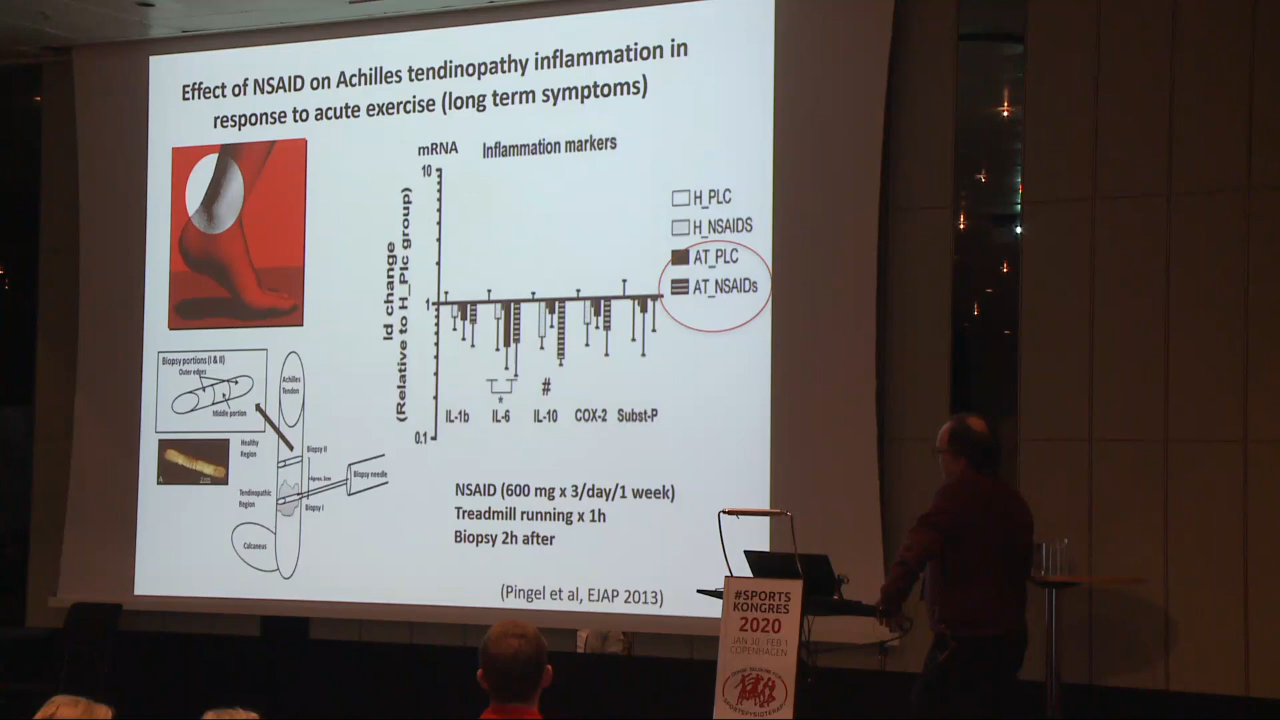 Effect of NSAID on Achilles tendinopathy inflammation in
response to acute exercise (long term symptoms)
mRNA
Inflammation markers
10
1
0.1
ld change
(Relative to H_Plc group)
H_PLC
H_NSAIDS
AT_PLC
AT_NSAIDs
*
#
IL-1b
IL-6
IL-10
COX-2
Subst-P
Biopsy portions (I & II)
Outer edges
Middle portion
Achilles
Tendon
Healthy
Region
Biopsy II
Biopsy needle
Tendinopathic
Region
Biopsy I
Calcaneus
A
NSAID (600 mg x 3/day/1 week)
Treadmill running x 1h
Biopsy 2h after
(Pingel et al, EJAP 2013)
#SPORTS
KONGRES
2020
JAN 30 - FEB 1
COPENHAGEN